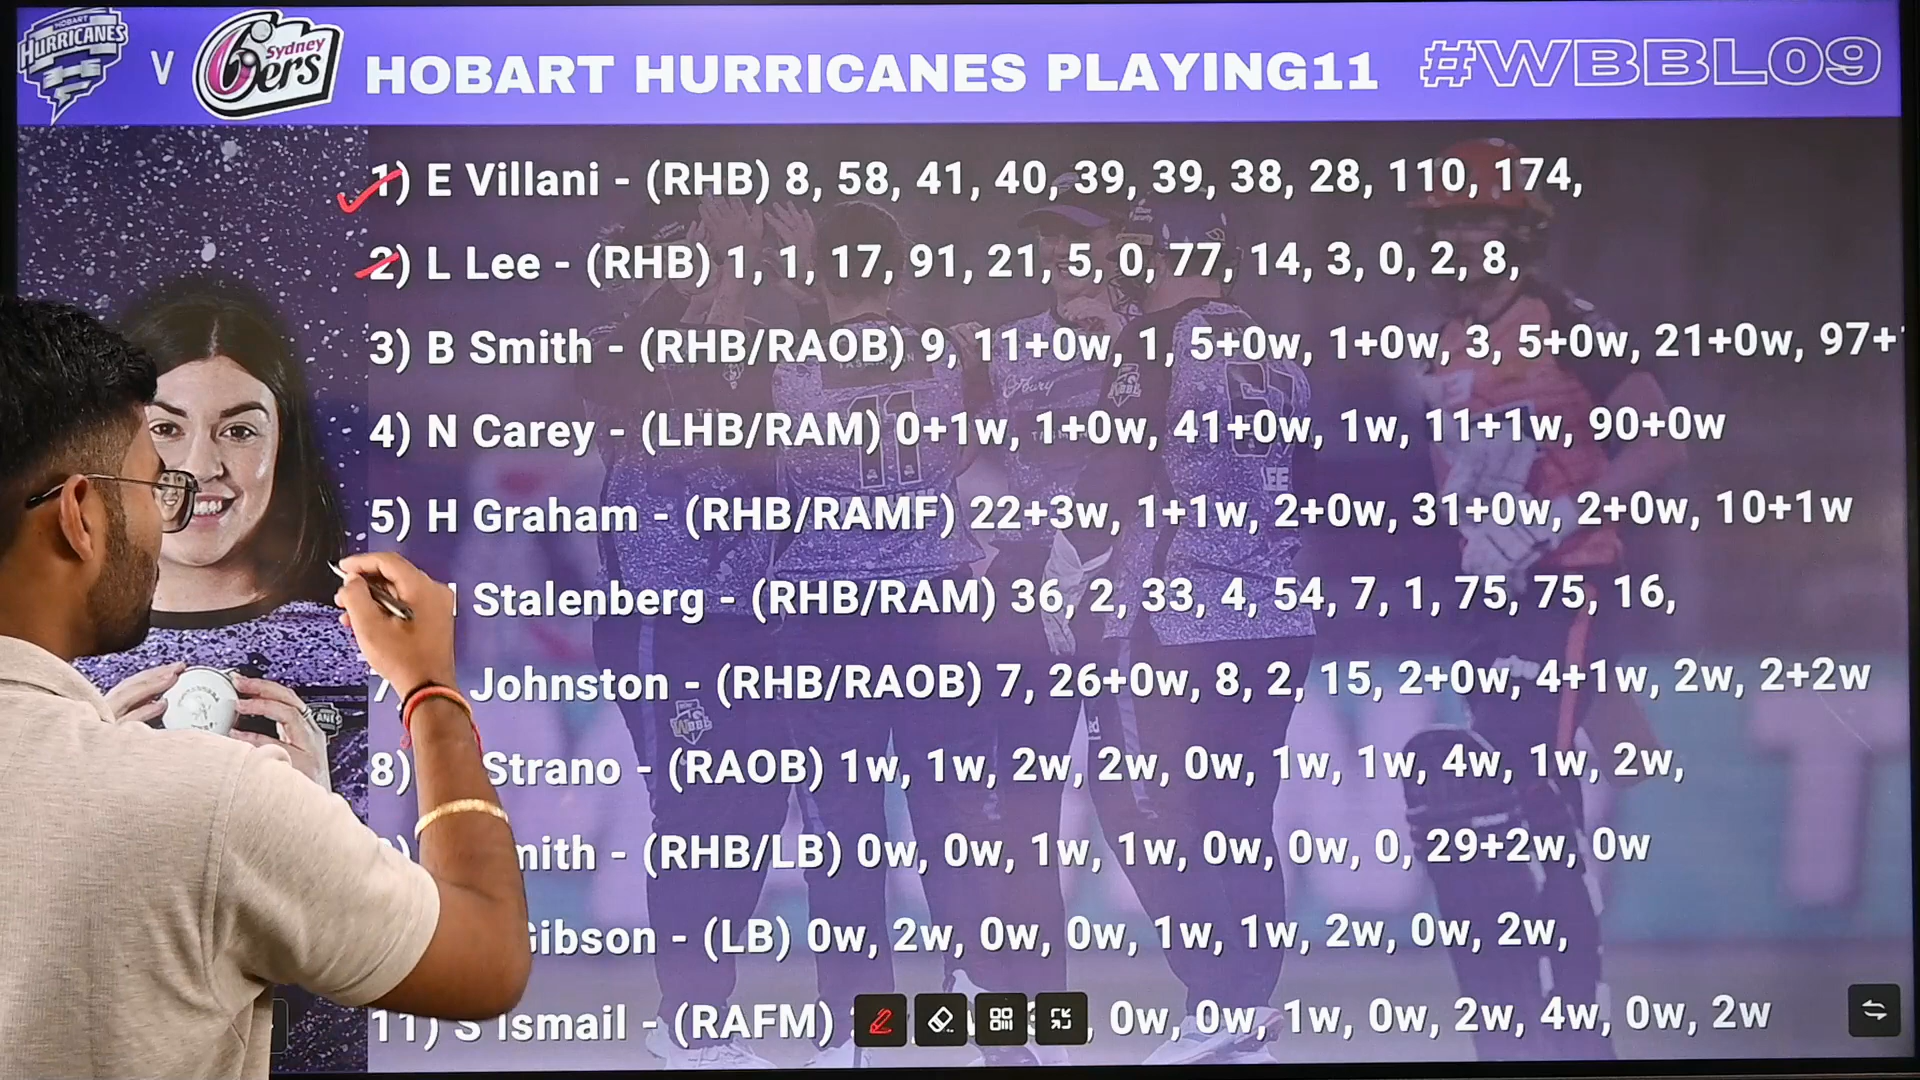 HOBART
HURRICANES
V
Sydney
6ers
HOBART HURRICANES PLAYING11
#WBBL09
1) E Villani - (RHB) 8, 58, 41, 40, 39, 39, 38, 28, 110, 174,
2) L Lee - (RHB) 1, 1, 17, 91, 21, 5, 0, 77, 14, 3, 0, 2, 8,
3) B Smith - (RHB/RAOB) 9, 11+0w, 1, 5+0w, 1+0w, 3, 5+0w, 21+0w, 97+
4) N Carey - (LHB/RAM) 0+1w, 1+0w, 41+0w, 1w, 11+1w, 90+0w
5) H Graham - (RHB/RAMF) 22+3w, 1+1w, 2+0w, 31+0w, 2+0w, 10+1w
Stalenberg - (RHB/RAM) 36, 2, 33, 4, 54, 7, 1, 75, 75, 16,
Johnston - (RHB/RAOB) 7, 26+0w, 8, 2, 15, 2+0w, 4+1w, 2w, 2+2w
8) Strano - (RAOB) 1w, 1w, 2w, 2w, 0w, 1w, 1w, 4w, 1w, 2w,
mith - (RHB/LB) 0w, 0w, 1w, 1w, 0w, 0w, 0, 29+2w, 0w
Gibson - (LB) 0w, 2w, 0w, 0w, 1w, 1w, 2w, 0w, 2w,
11) S Ismail - (RAFM) , 0w, 0w, 1w, 0w, 2w, 4w, 0w, 2w